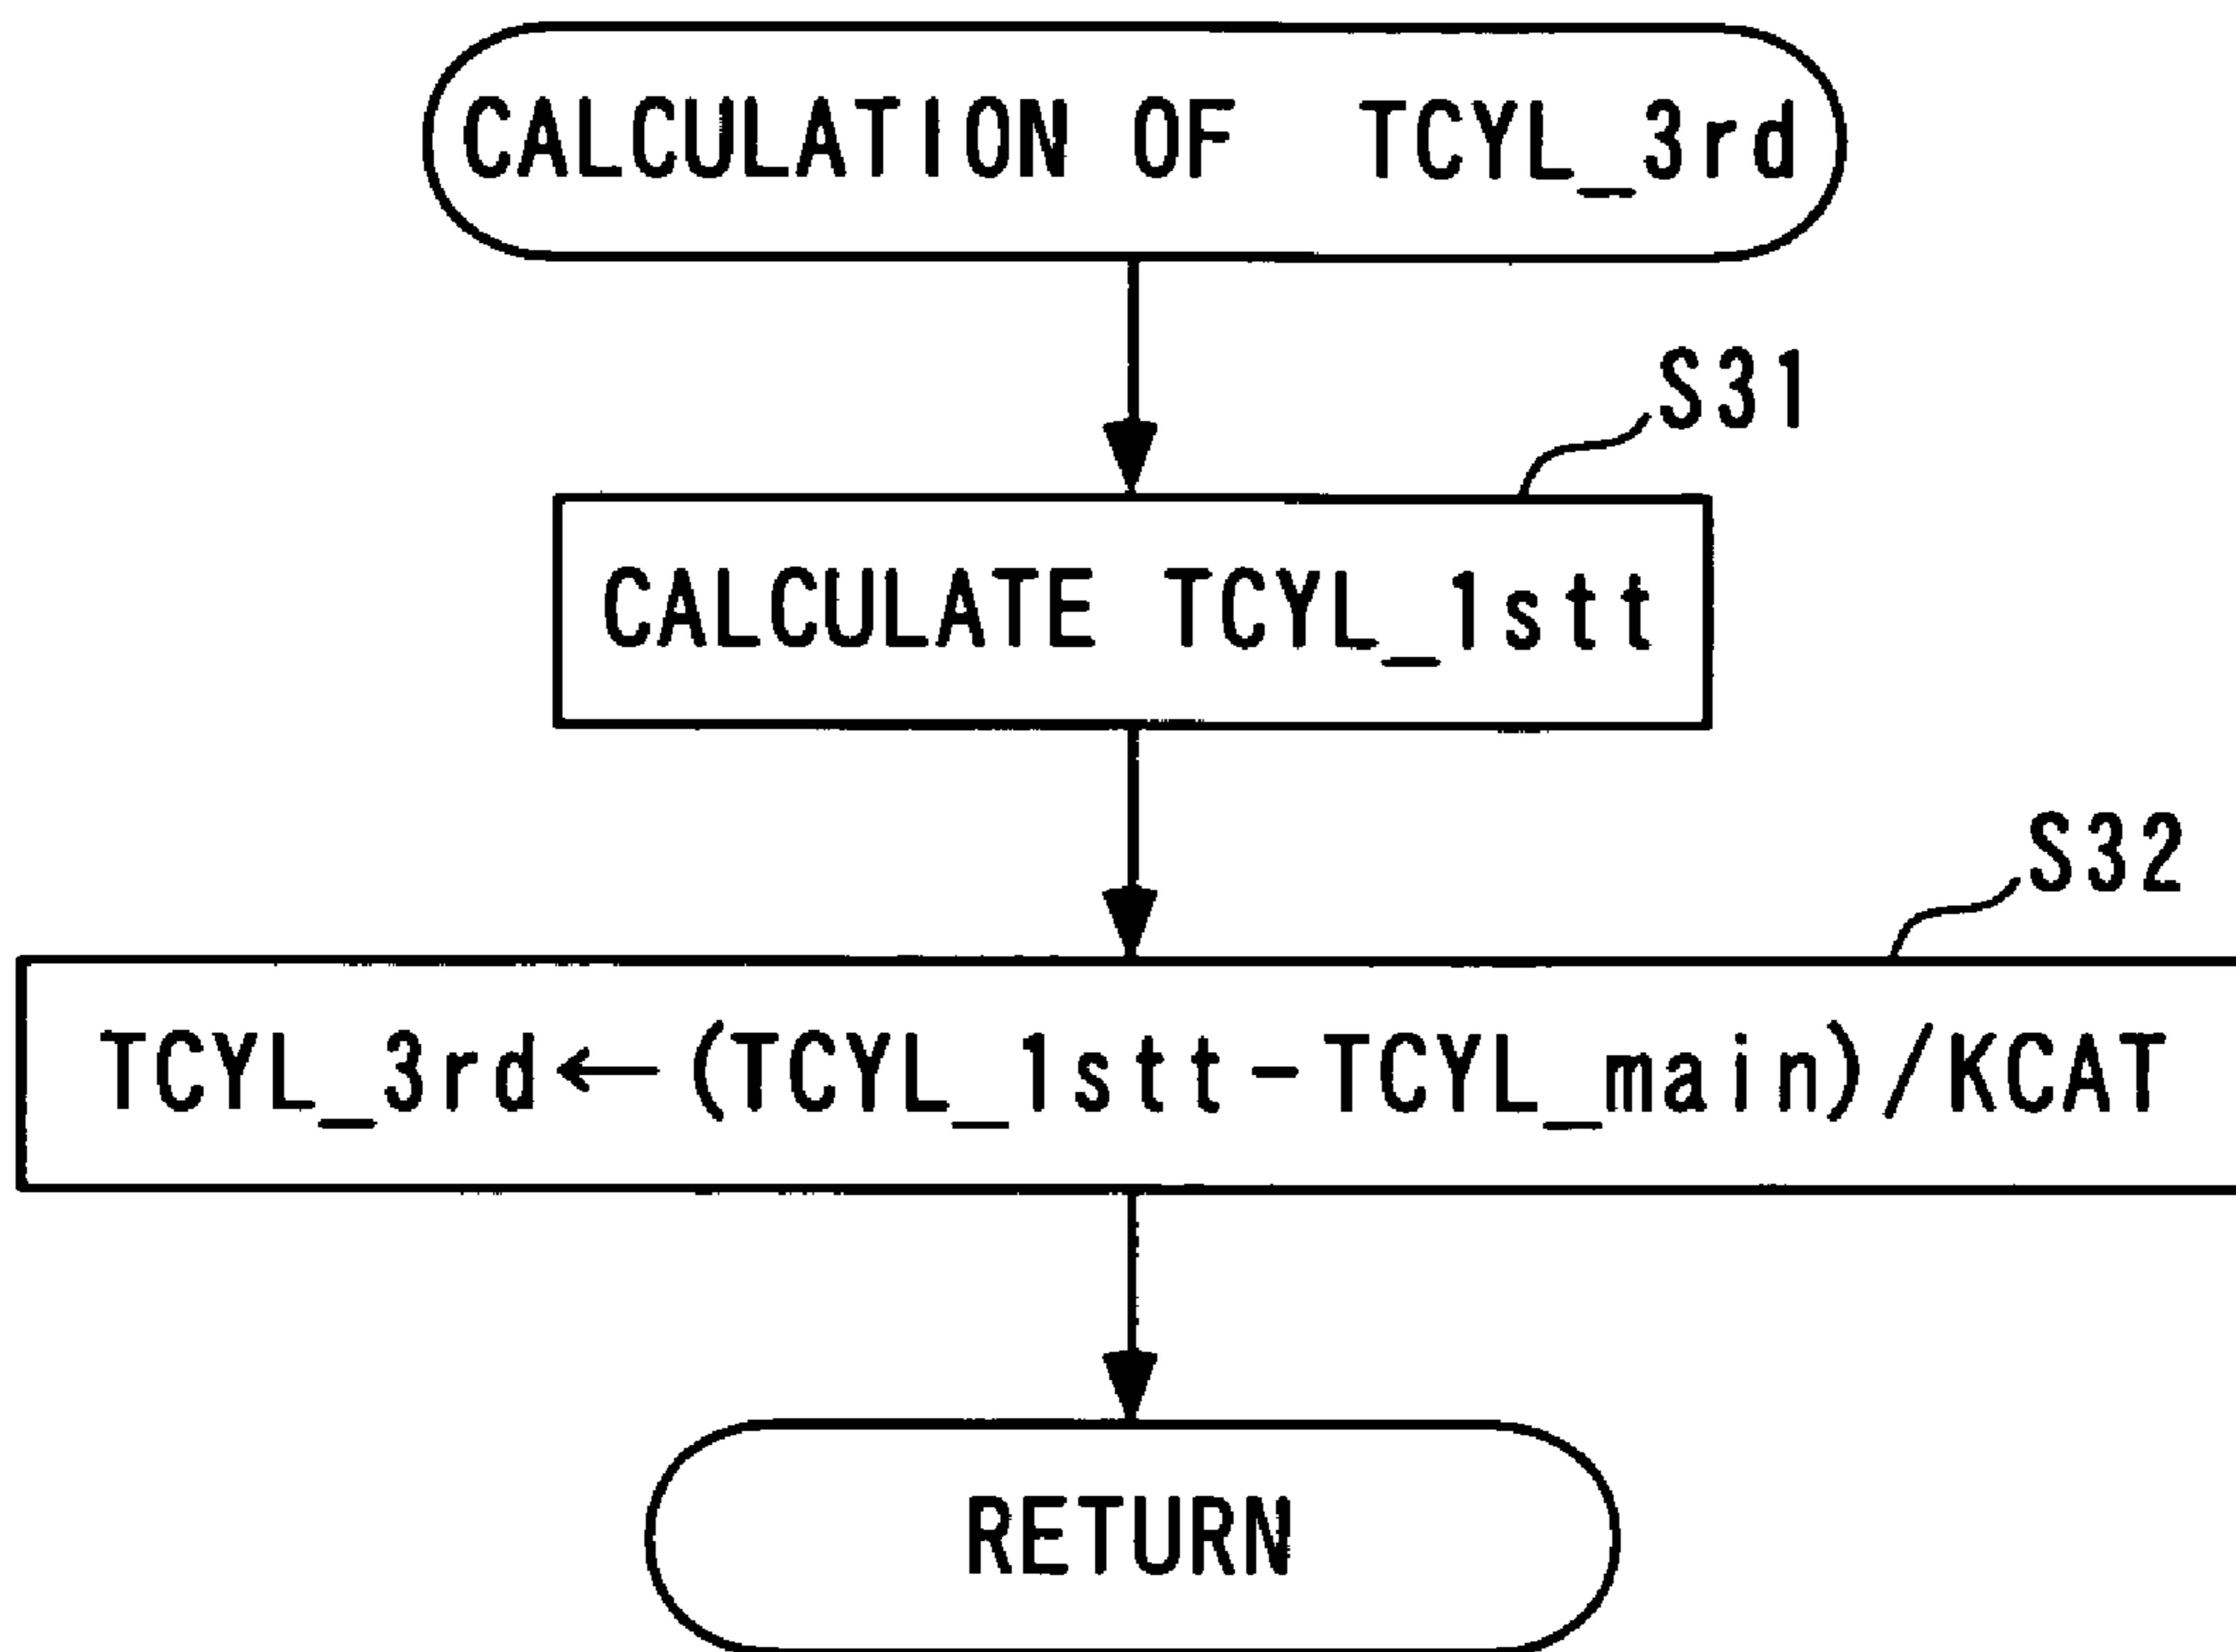 CALCULATION OF TCYL_3rd
S31
CALCULATE TCYL_1stt
S32
TCYL_3rd←(TCYL_1stt-TCYL_main)/KCAT
RETURN